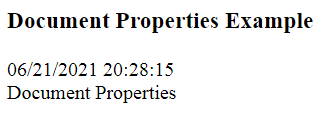 Document Properties Example
06/21/2021 20:28:15
Document Properties